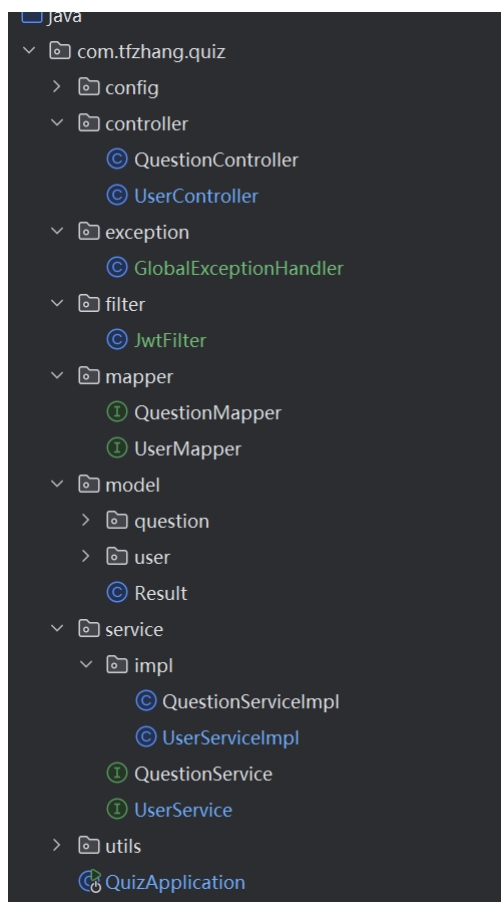 java
com.tfzhang.quiz
config
controller
QuestionController
UserController
exception
GlobalExceptionHandler
filter
JwtFilter
mapper
QuestionMapper
UserMapper
model
question
user
Result
service
impl
QuestionServiceImpl
UserServiceImpl
QuestionService
UserService
utils
QuizApplication